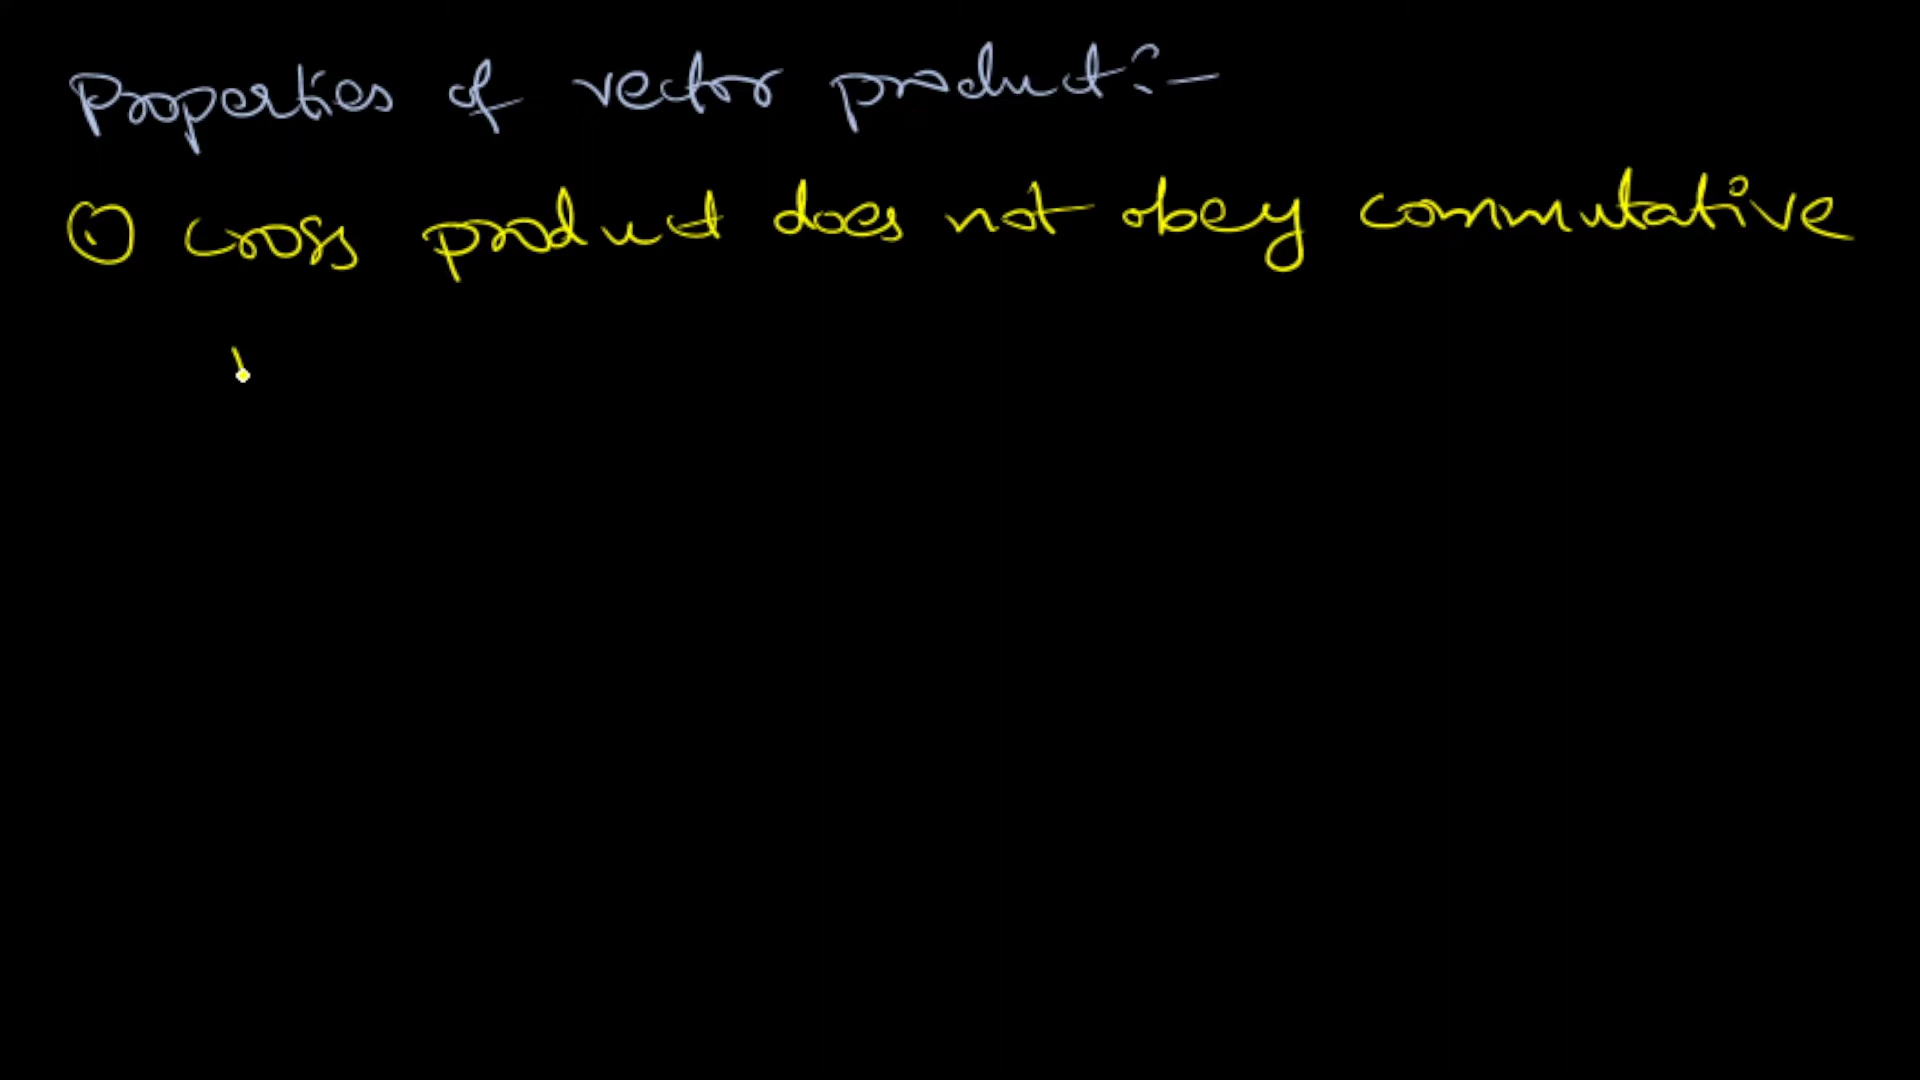 Properties of vector product:-
① cross product does not obey commutative